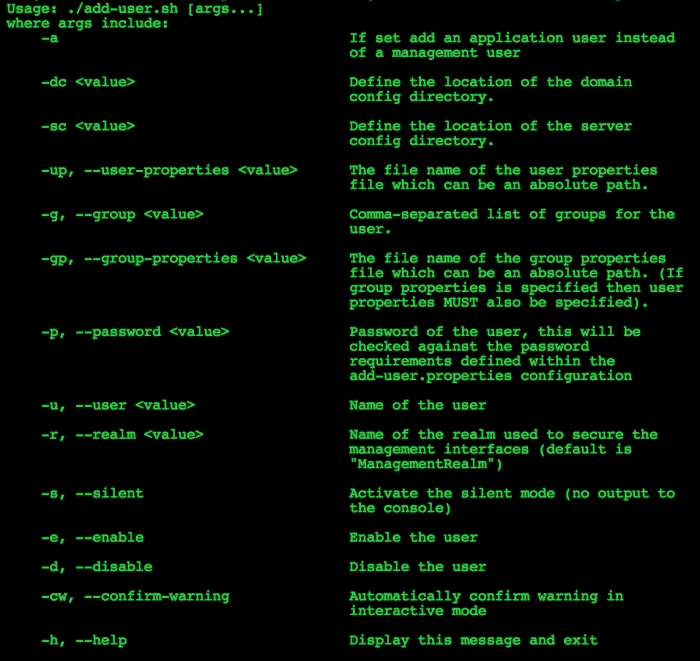 Usage: ./add-user.sh [args...]
where args include:
-a If set add an application user instead
of a management user
-dc <value> Define the location of the domain
config directory.
-sc <value> Define the location of the server
config directory.
-up, --user-properties <value> The file name of the user properties
file which can be an absolute path.
-g, --group <value> Comma-separated list of groups for the
user.
-gp, --group-properties <value> The file name of the group properties
file which can be an absolute path. (If
group properties is specified then user
properties MUST also be specified).
-p, --password <value> Password of the user, this will be
checked against the password
requirements defined within the
add-user.properties configuration
-u, --user <value> Name of the user
-r, --realm <value> Name of the realm used to secure the
management interfaces (default is
"ManagementRealm")
-s, --silent Activate the silent mode (no output to
the console)
-e, --enable Enable the user
-d, --disable Disable the user
-cw, --confirm-warning Automatically confirm warning in
interactive mode
-h, --help Display this message and exit